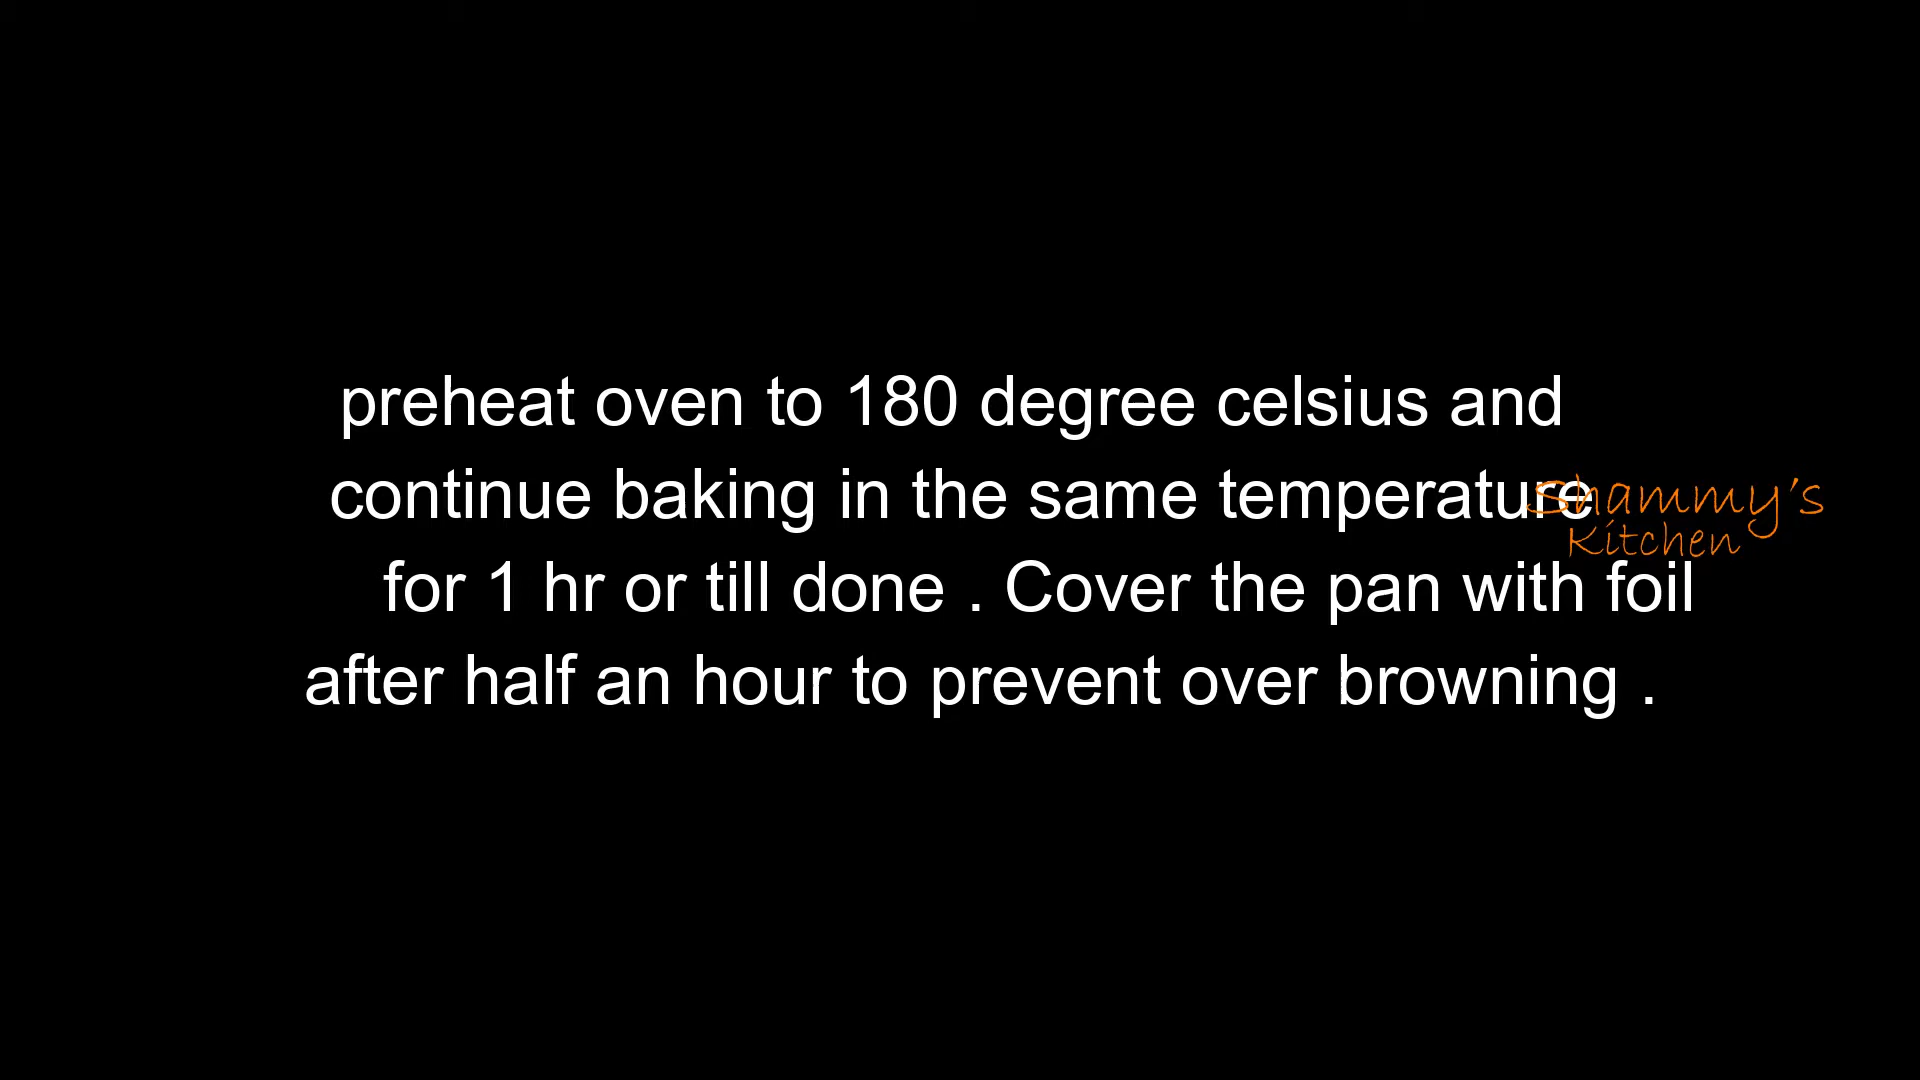 preheat oven to 180 degree celsius and
continue baking in the same temperature
for 1 hr or till done . Cover the pan with foil
after half an hour to prevent over browning .
Shammy's
Kitchen